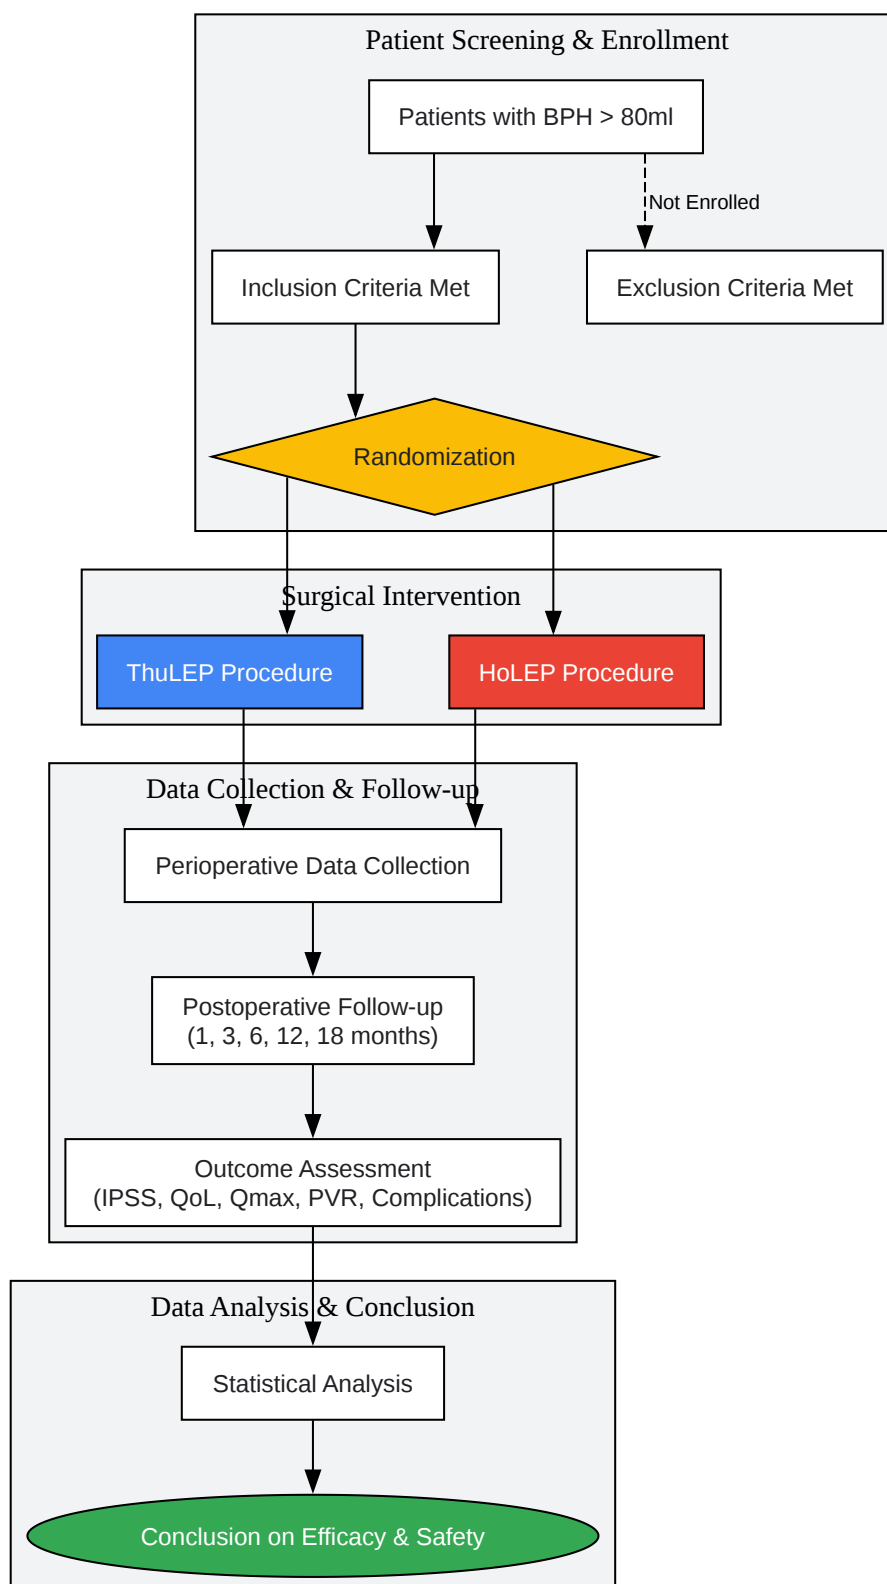 Patient Screening & Enrollment
Patients with BPH > 80ml
Not Enrolled
Inclusion Criteria Met
Exclusion Criteria Met
Randomization
Surgical Intervention
ThuLEP Procedure
HoLEP Procedure
Data Collection & Follow-up
Perioperative Data Collection
Postoperative Follow-up
(1, 3, 6, 12, 18 months)
Outcome Assessment
(IPSS, QoL, Qmax, PVR, Complications)
Data Analysis & Conclusion
Statistical Analysis
Conclusion on Efficacy & Safety